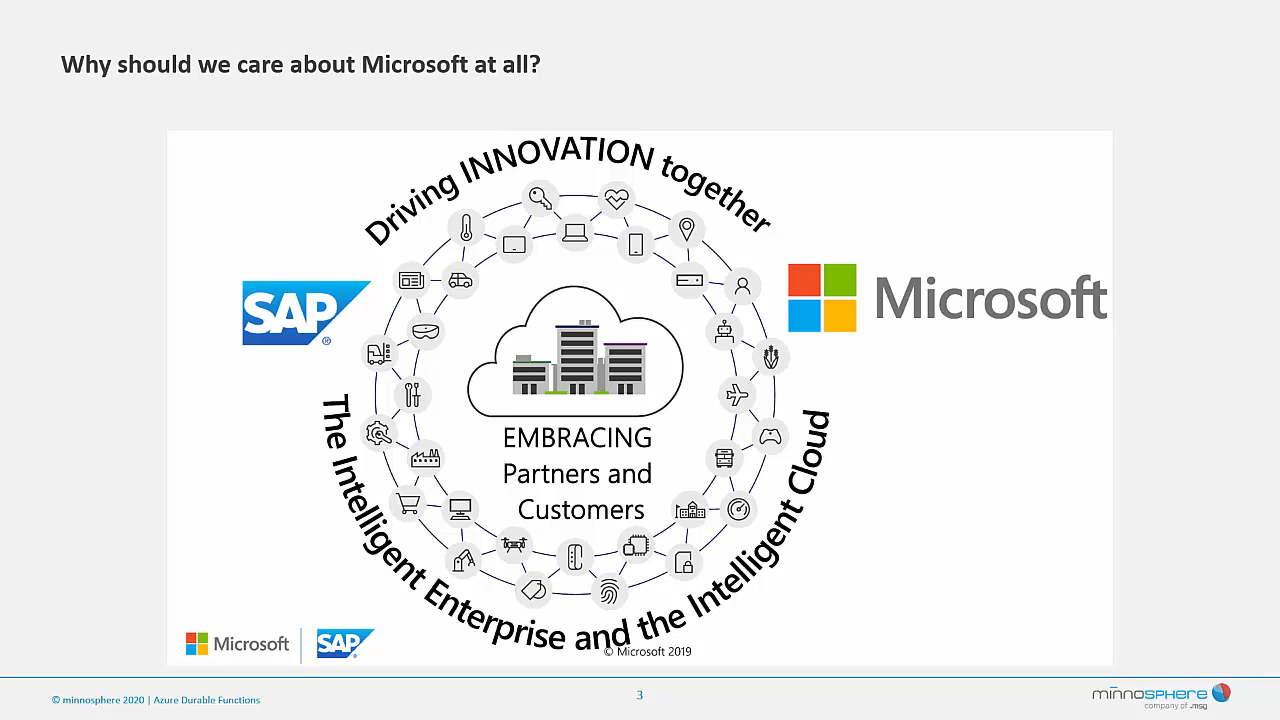 Why should we care about Microsoft at all?
Driving INNOVATION together
SAP ®
Microsoft
EMBRACING
Partners and
Customers
The Intelligent Enterprise and the Intelligent Cloud
© Microsoft 2019
Microsoft
SAP
© minnosphere 2020 | Azure Durable Functions
3
minnosphere
company of .msg